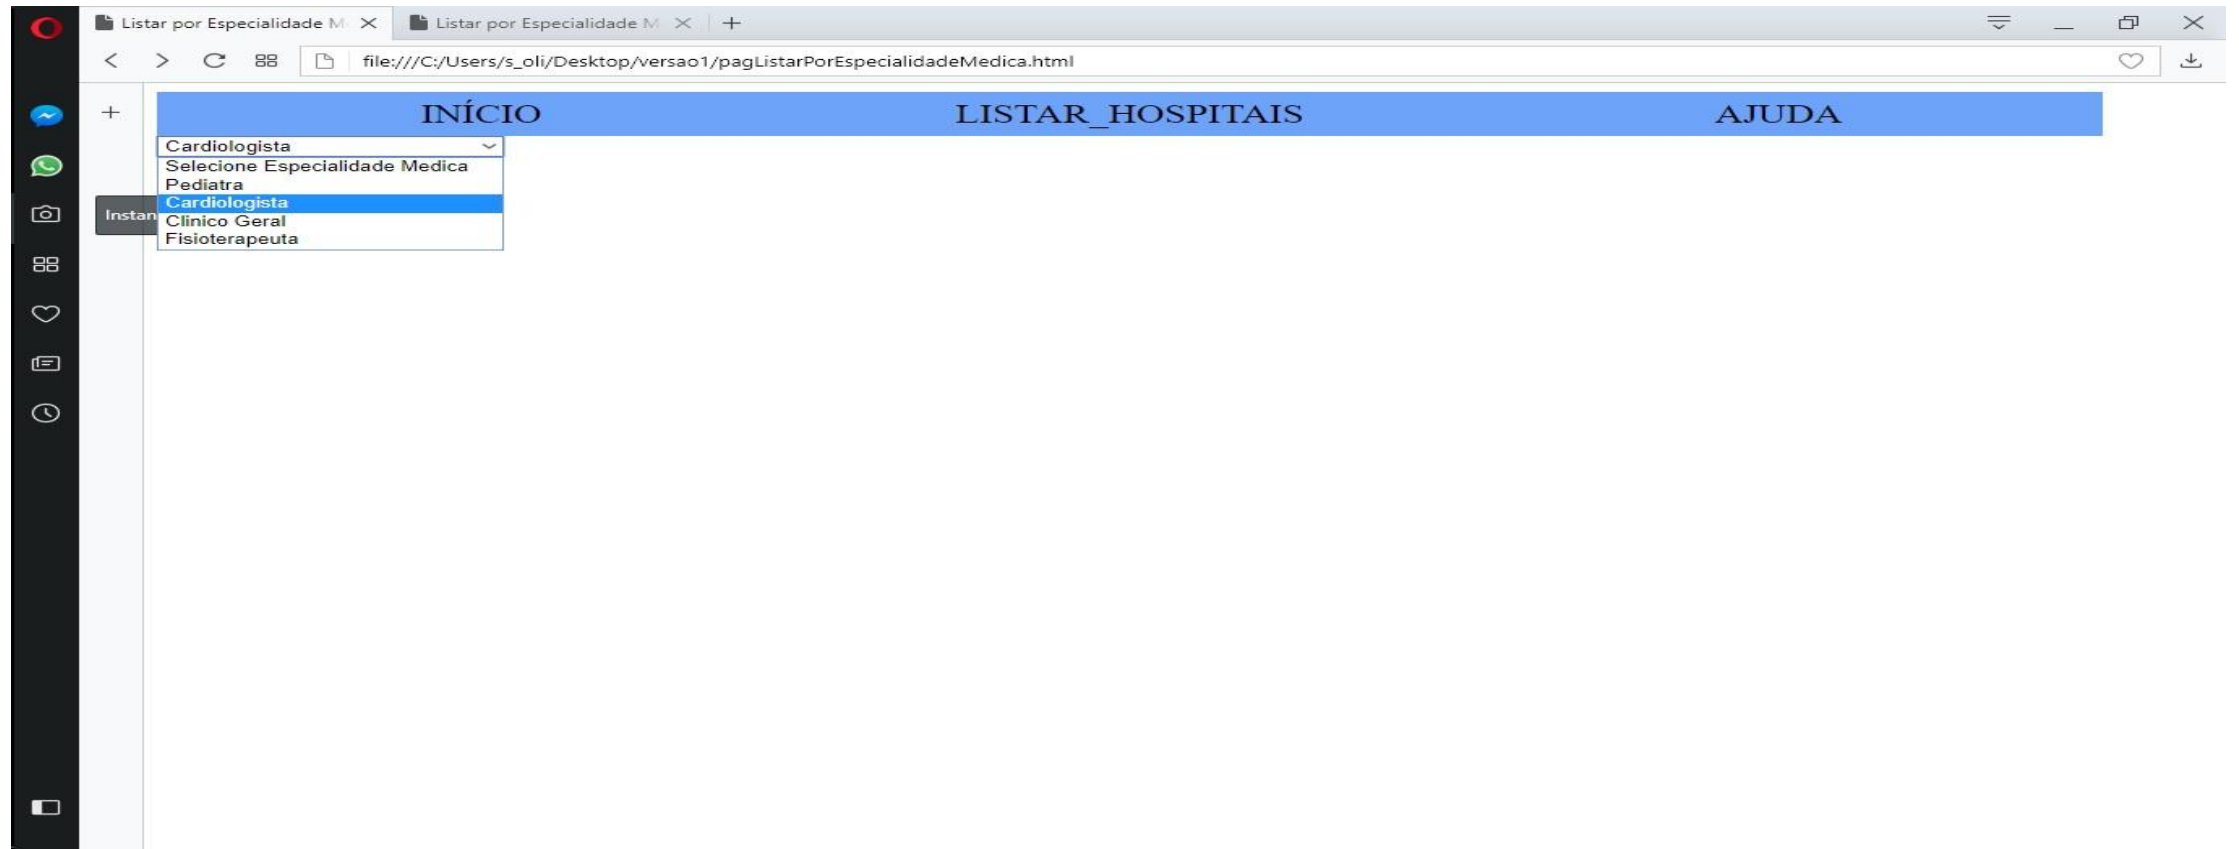 Listar por Especialidade M
Listar por Especialidade M
file:///C:/Users/s_oli/Desktop/versao1/pagListarPorEspecialidadeMedica.html
INÍCIO LISTAR_HOSPITAIS AJUDA
Cardiologista
Selecione Especialidade Medica
Pediatra
Cardiologista
Instan
Clinico Geral
Fisioterapeuta